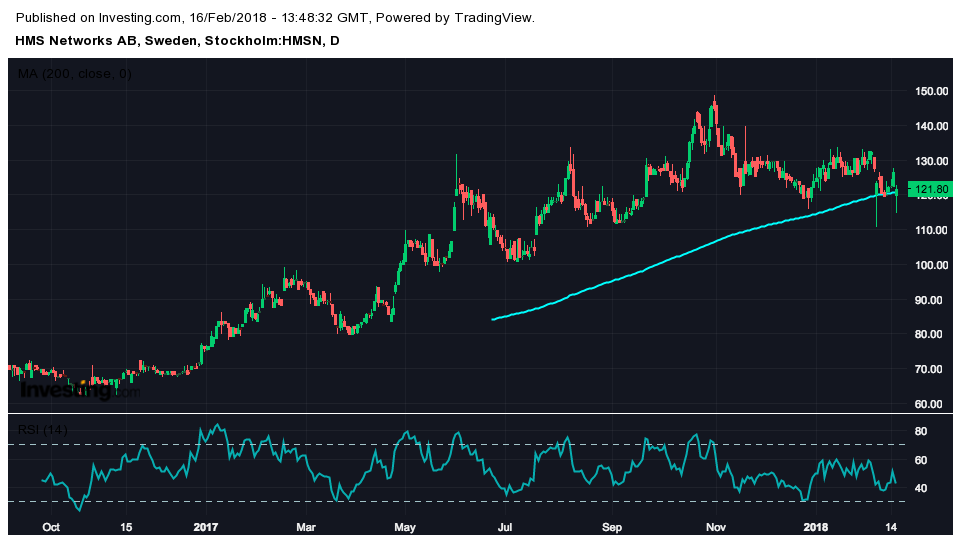 Published on Investing.com, 16/Feb/2018 - 13:48:32 GMT, Powered by TradingView.
HMS Networks AB, Sweden, Stockholm:HMSN, D
MA (200, close, 0)
150.00
140.00
130.00
121.80
120.00
110.00
100.00
90.00
80.00
70.00
60.00
Investing.com
RSI (14)
80
60
40
Oct 15 2017 Mar May Jul Sep Nov 2018 14